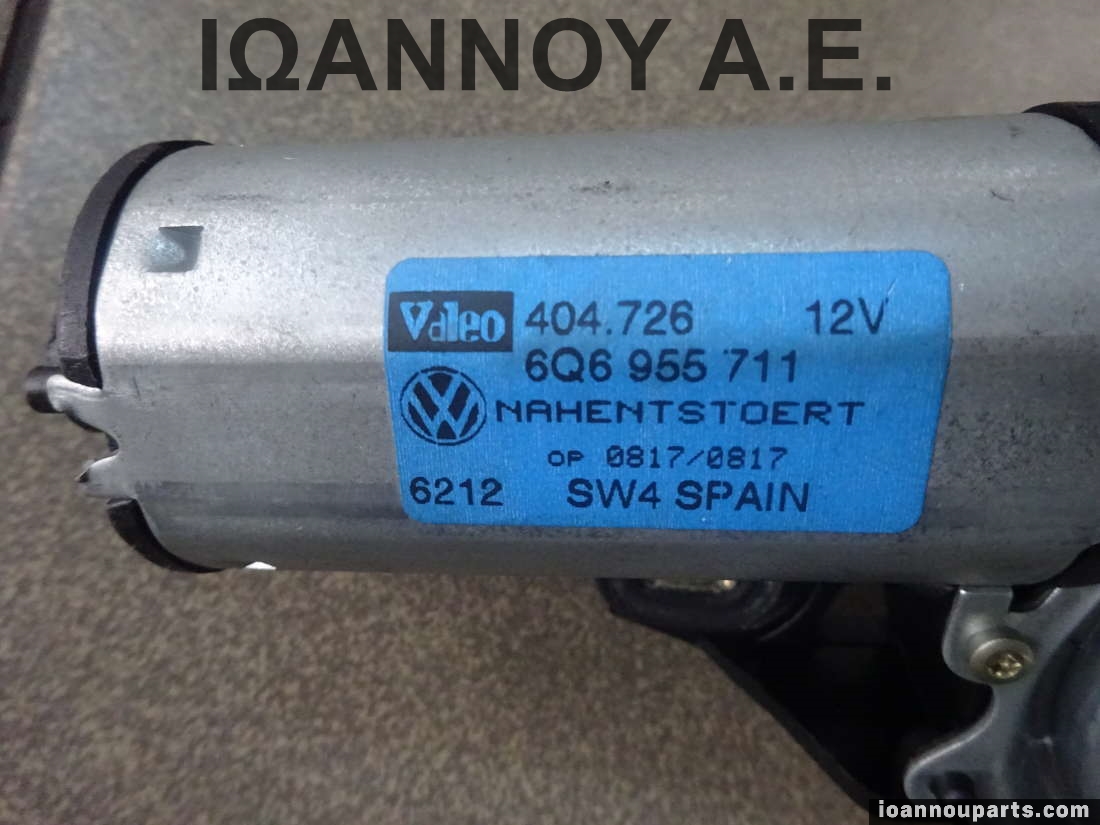 ΙΩΑΝΝΟΥ Α.Ε.
Valeo 404.726 12V
6Q6 955 711
NAHENTSTOERT
OP 0817/0817
6212 SW4 SPAIN
ioannouparts.com